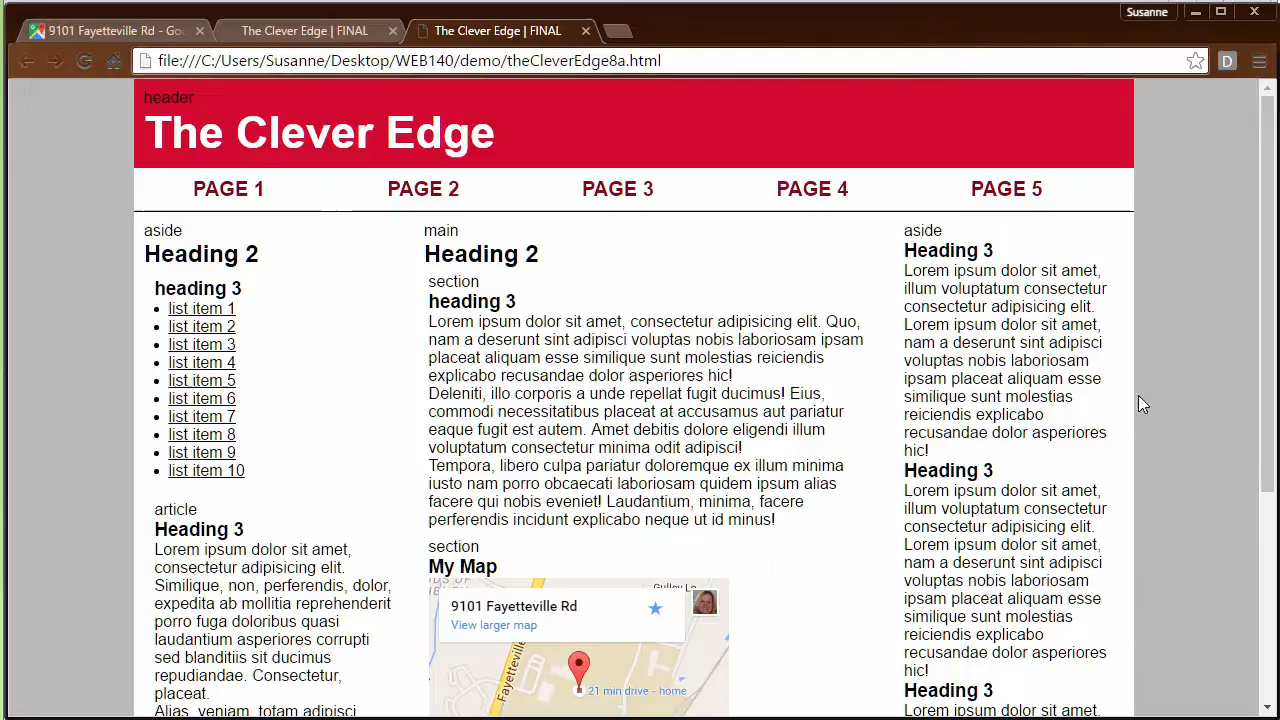 Susanne
9101 Fayetteville Rd - Goo
The Clever Edge | FINAL
The Clever Edge | FINAL
file:///C:/Users/Susanne/Desktop/WEB140/demo/theCleverEdge8a.html
D
header
The Clever Edge
PAGE 1
PAGE 2
PAGE 3
PAGE 4
PAGE 5
aside
Heading 2
heading 3
list item 1
list item 2
list item 3
list item 4
list item 5
list item 6
list item 7
list item 8
list item 9
list item 10
article
Heading 3
Lorem ipsum dolor sit amet,
consectetur adipisicing elit.
Similique, non, perferendis, dolor,
expedita ab mollitia reprehenderit
porro fuga doloribus quasi
laudantium asperiores corrupti
sed blanditiis sit ducimus
repudiandae. Consectetur,
placeat.
Alias, veniam, totam adipisci
main
Heading 2
section
heading 3
Lorem ipsum dolor sit amet, consectetur adipisicing elit. Quo,
nam a deserunt sint adipisci voluptas nobis laboriosam ipsam
placeat aliquam esse similique sunt molestias reiciendis
explicabo recusandae dolor asperiores hic!
Deleniti, illo corporis a unde repellat fugit ducimus! Eius,
commodi necessitatibus placeat at accusamus aut pariatur
eaque fugit est autem. Amet debitis dolore eligendi illum
voluptatum consectetur minima odit adipisci!
Tempora, libero culpa pariatur doloremque ex illum minima
iusto nam porro obcaecati laboriosam quidem ipsum alias
facere qui nobis eveniet! Laudantium, minima, facere
perferendis incidunt explicabo neque ut id minus!
section
My Map
Gulley Ln
9101 Fayetteville Rd
View larger map
Fayetteville
21 min drive - home
aside
Heading 3
Lorem ipsum dolor sit amet,
illum voluptatum consectetur
consectetur adipisicing elit.
Lorem ipsum dolor sit amet,
nam a deserunt sint adipisci
voluptas nobis laboriosam
ipsam placeat aliquam esse
similique sunt molestias
reiciendis explicabo
recusandae dolor asperiores
hic!
Heading 3
Lorem ipsum dolor sit amet,
illum voluptatum consectetur
consectetur adipisicing elit.
Lorem ipsum dolor sit amet,
nam a deserunt sint adipisci
voluptas nobis laboriosam
ipsam placeat aliquam esse
similique sunt molestias
reiciendis explicabo
recusandae dolor asperiores
hic!
Heading 3
Lorem ipsum dolor sit amet,